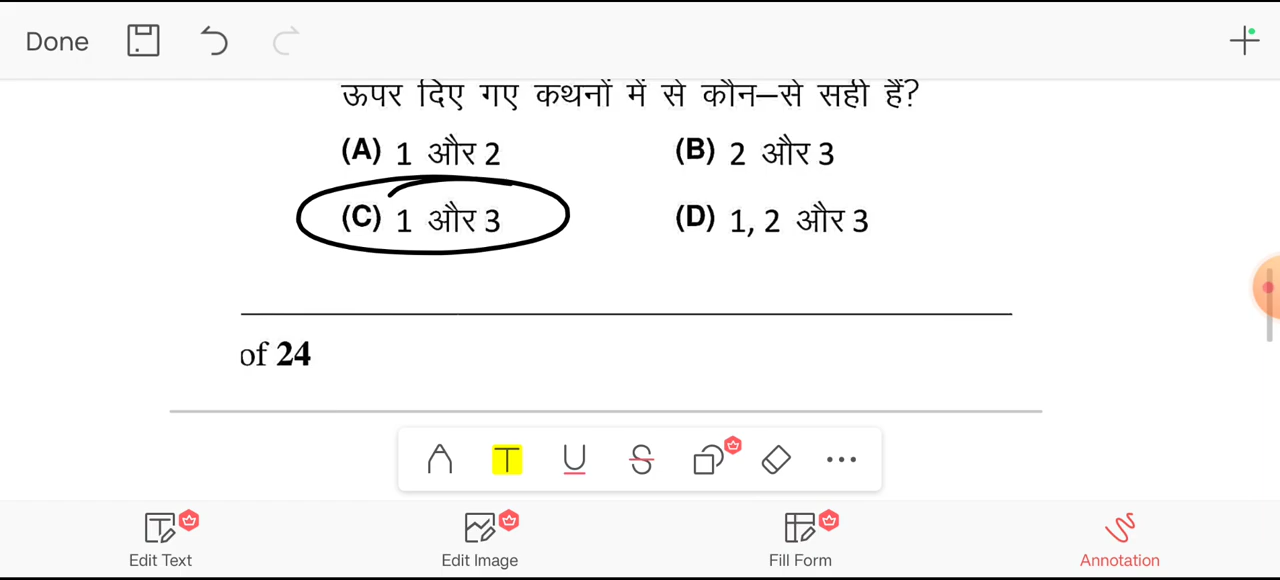 Done
ऊपर दिए गए कथनों में से कौन–से सही हैं?
(A) 1 और 2 (B) 2 और 3
(C) 1 और 3 (D) 1, 2 और 3
of 24
T U S
Edit Text Edit Image Fill Form Annotation